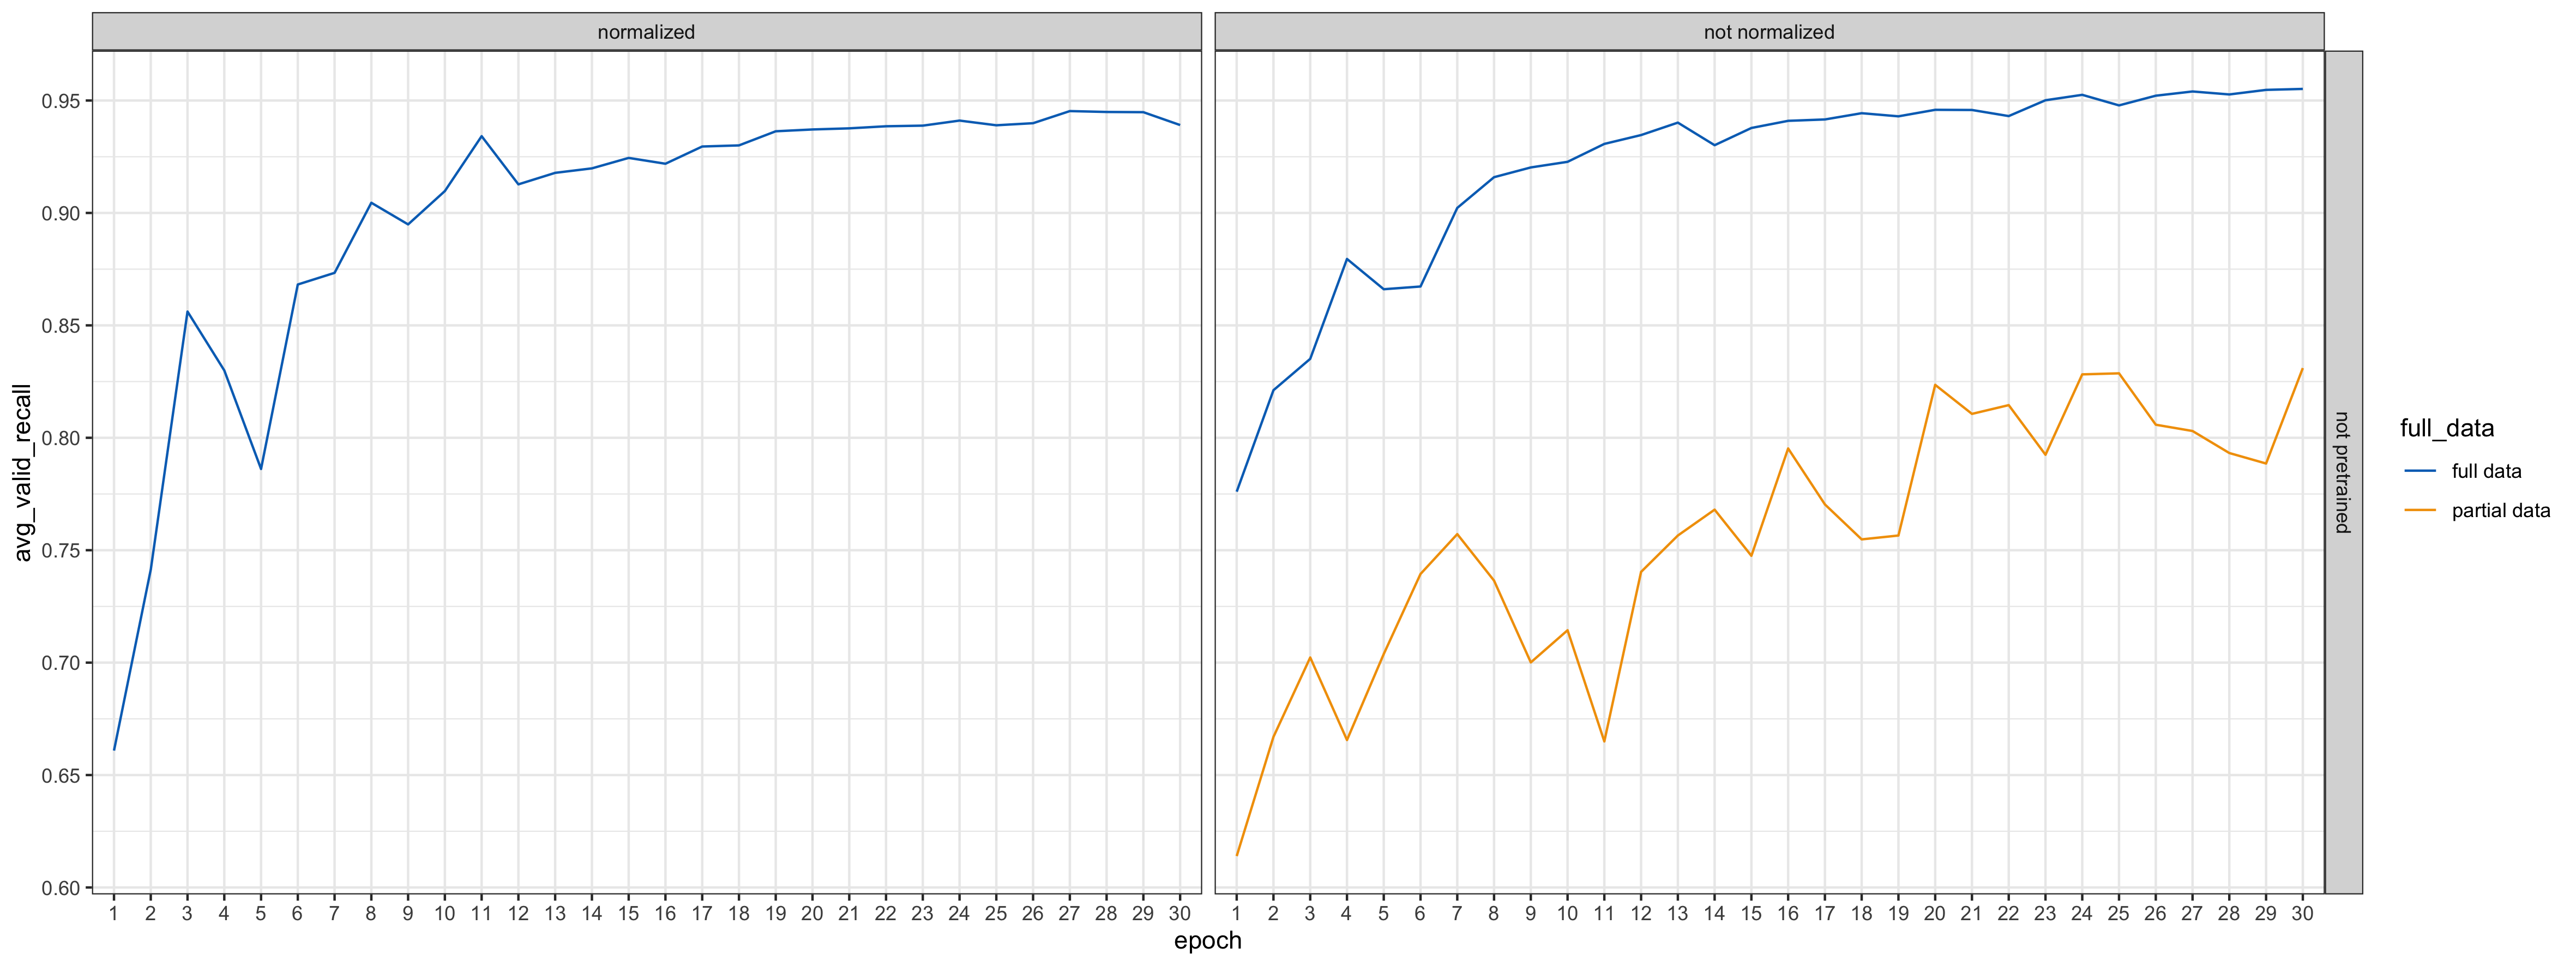 normalized
not normalized
avg_valid_recall
0.95
0.90
0.85
0.80
0.75
0.70
0.65
0.60
1 2 3 4 5 6 7 8 9 10 11 12 13 14 15 16 17 18 19 20 21 22 23 24 25 26 27 28 29 30
1 2 3 4 5 6 7 8 9 10 11 12 13 14 15 16 17 18 19 20 21 22 23 24 25 26 27 28 29 30
epoch
not pretrained
full_data
full data
partial data